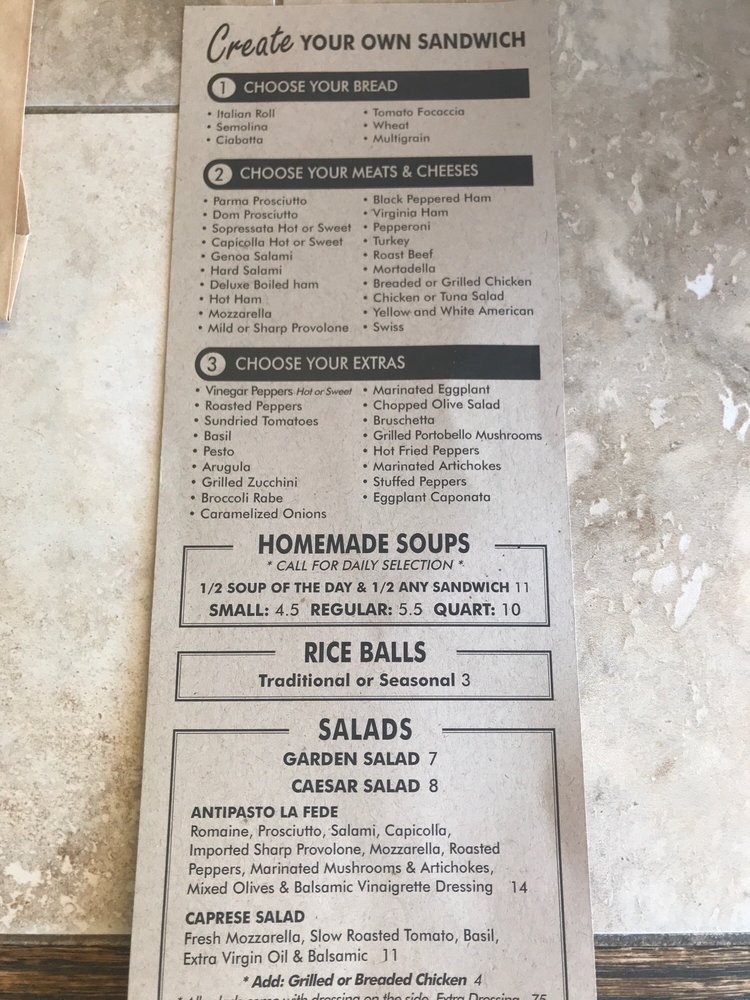 Create YOUR OWN SANDWICH
1 CHOOSE YOUR BREAD
• Italian Roll
• Semolina
• Ciabatta
• Tomato Focaccia
• Wheat
• Multigrain
2 CHOOSE YOUR MEATS & CHEESES
• Parma Prosciutto
• Dom Prosciutto
• Sopressata Hot or Sweet
• Capicolla Hot or Sweet
• Genoa Salami
• Hard Salami
• Deluxe Boiled ham
• Hot Ham
• Mozzarella
• Mild or Sharp Provolone
• Black Peppered Ham
• Virginia Ham
• Pepperoni
• Turkey
• Roast Beef
• Mortadella
• Breaded or Grilled Chicken
• Chicken or Tuna Salad
• Yellow and White American
• Swiss
3 CHOOSE YOUR EXTRAS
• Vinegar Peppers Hot or Sweet
• Roasted Peppers
• Sundried Tomatoes
• Basil
• Pesto
• Arugula
• Grilled Zucchini
• Broccoli Rabe
• Caramelized Onions
• Marinated Eggplant
• Chopped Olive Salad
• Bruschetta
• Grilled Portobello Mushrooms
• Hot Fried Peppers
• Marinated Artichokes
• Stuffed Peppers
• Eggplant Caponata
HOMEMADE SOUPS
* CALL FOR DAILY SELECTION *
1/2 SOUP OF THE DAY & 1/2 ANY SANDWICH 11
SMALL: 4.5 REGULAR: 5.5 QUART: 10
RICE BALLS
Traditional or Seasonal 3
SALADS
GARDEN SALAD 7
CAESAR SALAD 8
ANTIPASTO LA FEDE
Romaine, Prosciutto, Salami, Capicolla,
Imported Sharp Provolone, Mozzarella, Roasted
Peppers, Marinated Mushrooms & Artichokes,
Mixed Olives & Balsamic Vinaigrette Dressing 14
CAPRESE SALAD
Fresh Mozzarella, Slow Roasted Tomato, Basil,
Extra Virgin Oil & Balsamic 11
* Add: Grilled or Breaded Chicken 4
come with dressing on the side. Extra Dressing .75